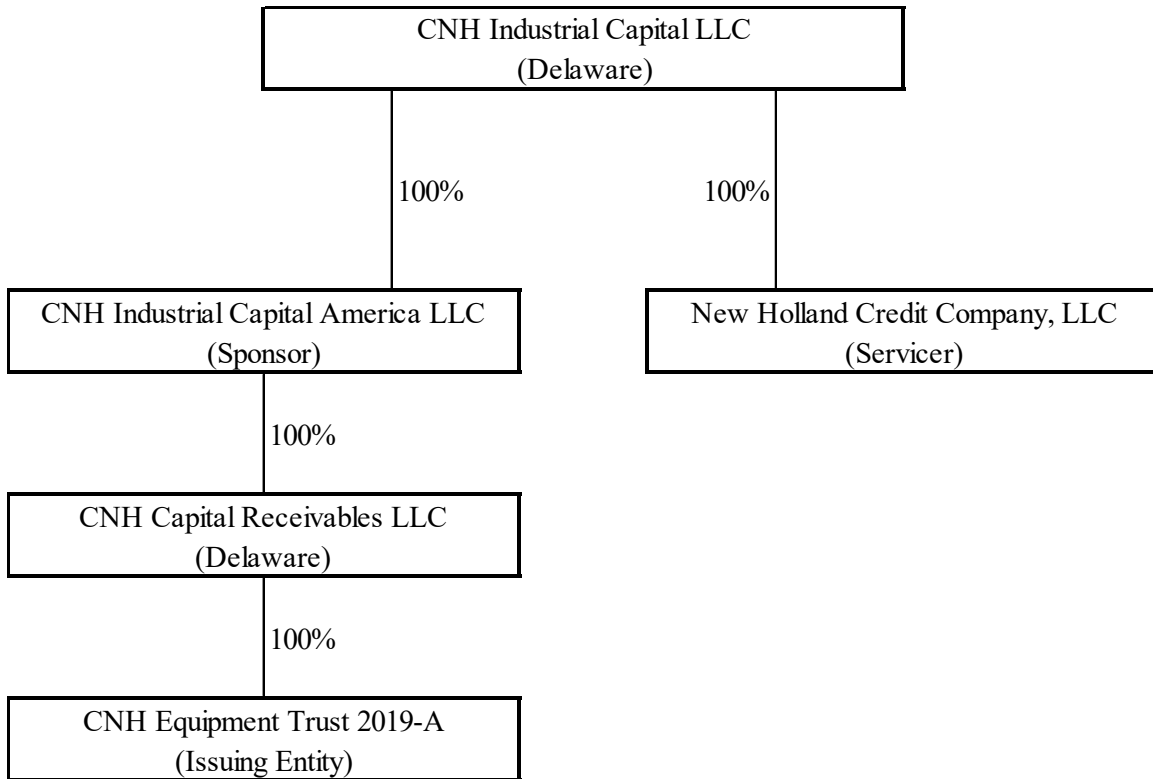 CNH Industrial Capital LLC
(Delaware)
100%
100%
CNH Industrial Capital America LLC
(Sponsor)
New Holland Credit Company, LLC
(Servicer)
100%
CNH Capital Receivables LLC
(Delaware)
100%
CNH Equipment Trust 2019-A
(Issuing Entity)